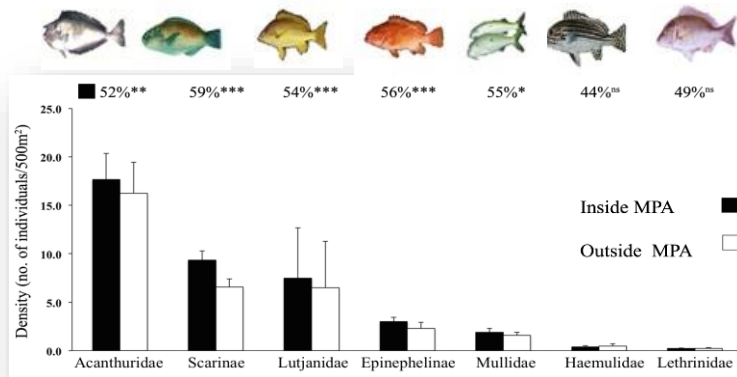 52%** 59%*** 54%*** 56%*** 55%* 44%ns 49%ns
Density (no. of individuals/500m²)
25.0
20.0
15.0
10.0
5.0
0.0
Inside MPA
Outside MPA
Acanthuridae Scarinae Lutjanidae Epinephelinae Mullidae Haemulidae Lethrinidae